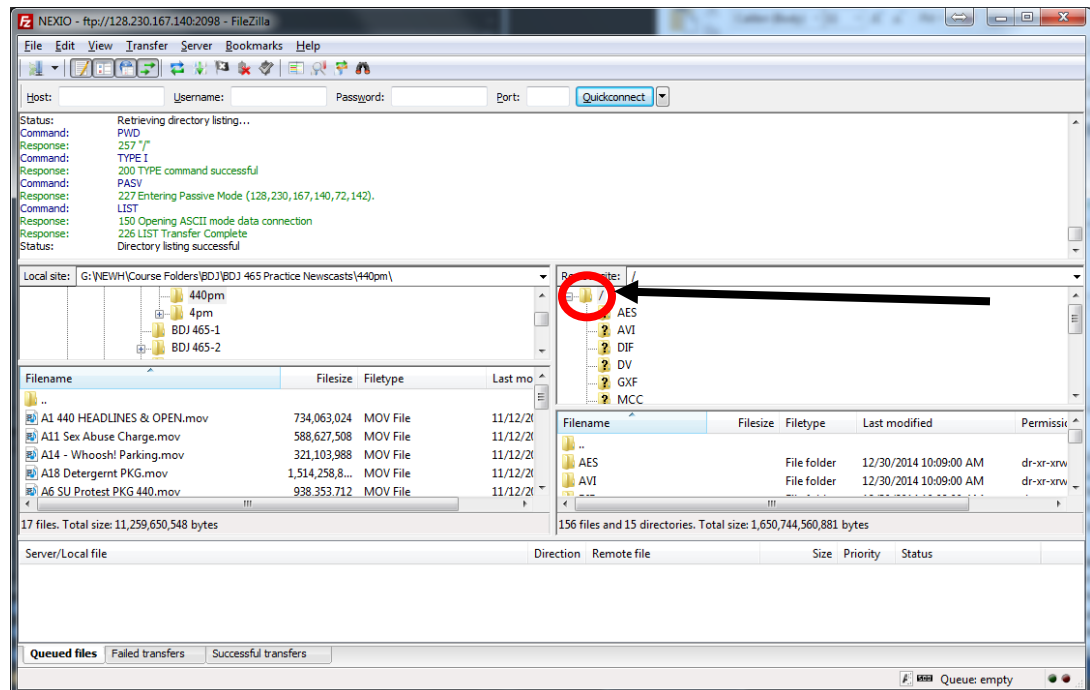 NEXIO - ftp://128.230.167.140:2098 - FileZilla
File Edit View Transfer Server Bookmarks Help
Host: Username: Password: Port: Quickconnect
Status: Retrieving directory listing...
Command: PWD
Response: 257 "/"
Command: TYPE I
Response: 200 TYPE command successful
Command: PASV
Response: 227 Entering Passive Mode (128,230,167,140,72,142).
Command: LIST
Response: 150 Opening ASCII mode data connection
Response: 226 LIST Transfer Complete
Status: Directory listing successful
Local site: G:\NEWH\Course Folders\BDJ\BDJ 465 Practice Newscasts\440pm\
440pm
4pm
BDJ 465-1
BDJ 465-2
Filename Filesize Filetype Last mo
..
A1 440 HEADLINES & OPEN.mov 734,063,024 MOV File 11/12/20
A11 Sex Abuse Charge.mov 588,627,508 MOV File 11/12/20
A14 - Whoosh! Parking.mov 321,103,988 MOV File 11/12/20
A18 Detergernt PKG.mov 1,514,258,8... MOV File 11/12/20
A6 SU Protest PKG 440.mov 938,353,712 MOV File 11/12/20
17 files. Total size: 11,259,650,548 bytes
site: /
/
AES
AVI
DIF
DV
GXF
MCC
Filename Filesize Filetype Last modified Permissic
..
AES File folder 12/30/2014 10:09:00 AM dr-xr-xrw
AVI File folder 12/30/2014 10:09:00 AM dr-xr-xrw
156 files and 15 directories. Total size: 1,650,744,560,881 bytes
Server/Local file Direction Remote file Size Priority Status
Queued files Failed transfers Successful transfers
Queue: empty